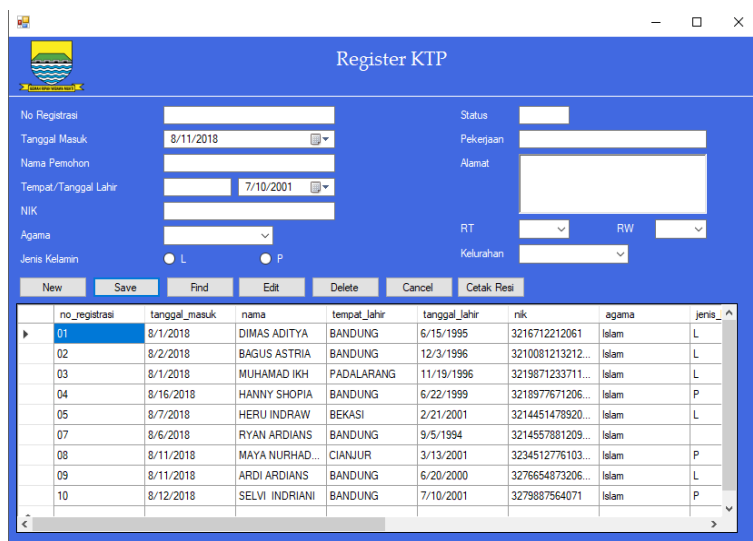 Register KTP
No Registrasi
Status
Tanggal Masuk 8/11/2018
Pekerjaan
Nama Pemohon
Alamat
Tempat/Tanggal Lahir 7/10/2001
NIK
Agama
RT RW
Jenis Kelamin L P
Kelurahan
New Save Find Edit Delete Cancel Cetak Resi
no_registrasi tanggal_masuk nama tempat_lahir tanggal_lahir nik agama jenis_
01 8/1/2018 DIMAS ADITYA BANDUNG 6/15/1995 3216712212061 Islam L
02 8/2/2018 BAGUS ASTRIA BANDUNG 12/3/1996 3210081213212... Islam L
03 8/1/2018 MUHAMAD IKH PADALARANG 11/19/1996 3219871233711... Islam L
04 8/16/2018 HANNY SHOPIA BANDUNG 6/22/1999 3218977671206... Islam P
05 8/7/2018 HERU INDRAW BEKASI 2/21/2001 3214451478920... Islam L
07 8/6/2018 RYAN ARDIANS BANDUNG 9/5/1994 3214557881209... Islam
08 8/11/2018 MAYA NURHAD... CIANJUR 3/13/2001 3234512776103... Islam P
09 8/11/2018 ARDI ARDIANS BANDUNG 6/20/2000 3276654873206... Islam L
10 8/12/2018 SELVI INDRIANI BANDUNG 7/10/2001 3279887564071 Islam P